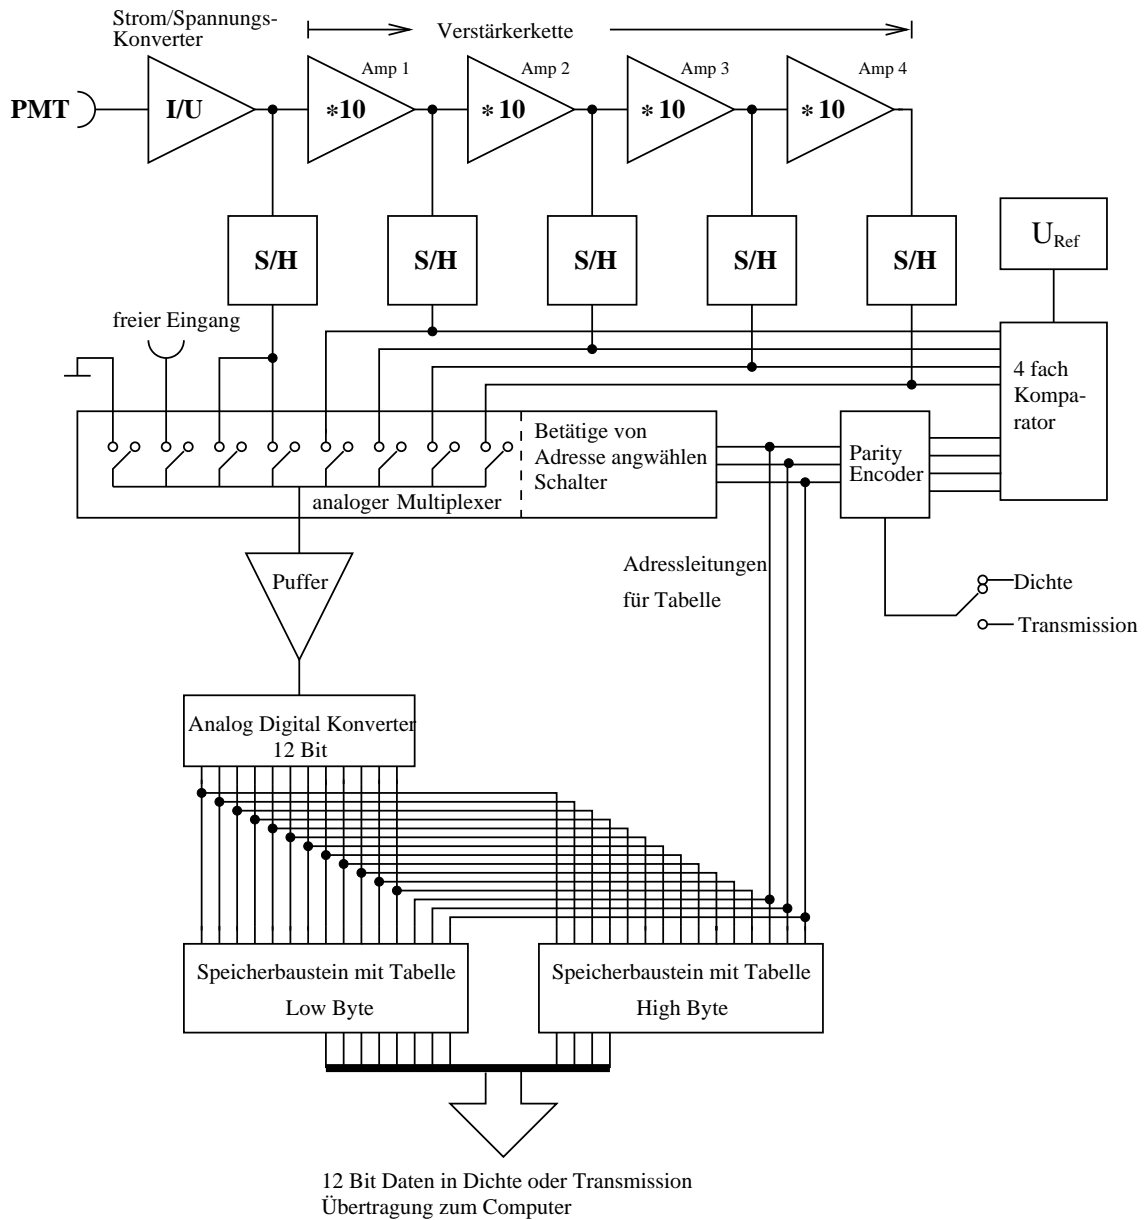 Strom/Spannungs-
Konverter
Verstärkerkette
Amp 1
Amp 2
Amp 3
Amp 4
PMT
I/U
*10
* 10
* 10
* 10
S/H
S/H
S/H
S/H
S/H
URef
freier Eingang
4 fach
Kompa-
rator
Betätige von
Adresse angwählen
Schalter
Parity
Encoder
analoger Multiplexer
Puffer
Adressleitungen
für Tabelle
Dichte
Transmission
Analog Digital Konverter
12 Bit
Speicherbaustein mit Tabelle
Low Byte
Speicherbaustein mit Tabelle
High Byte
12 Bit Daten in Dichte oder Transmission
Übertragung zum Computer